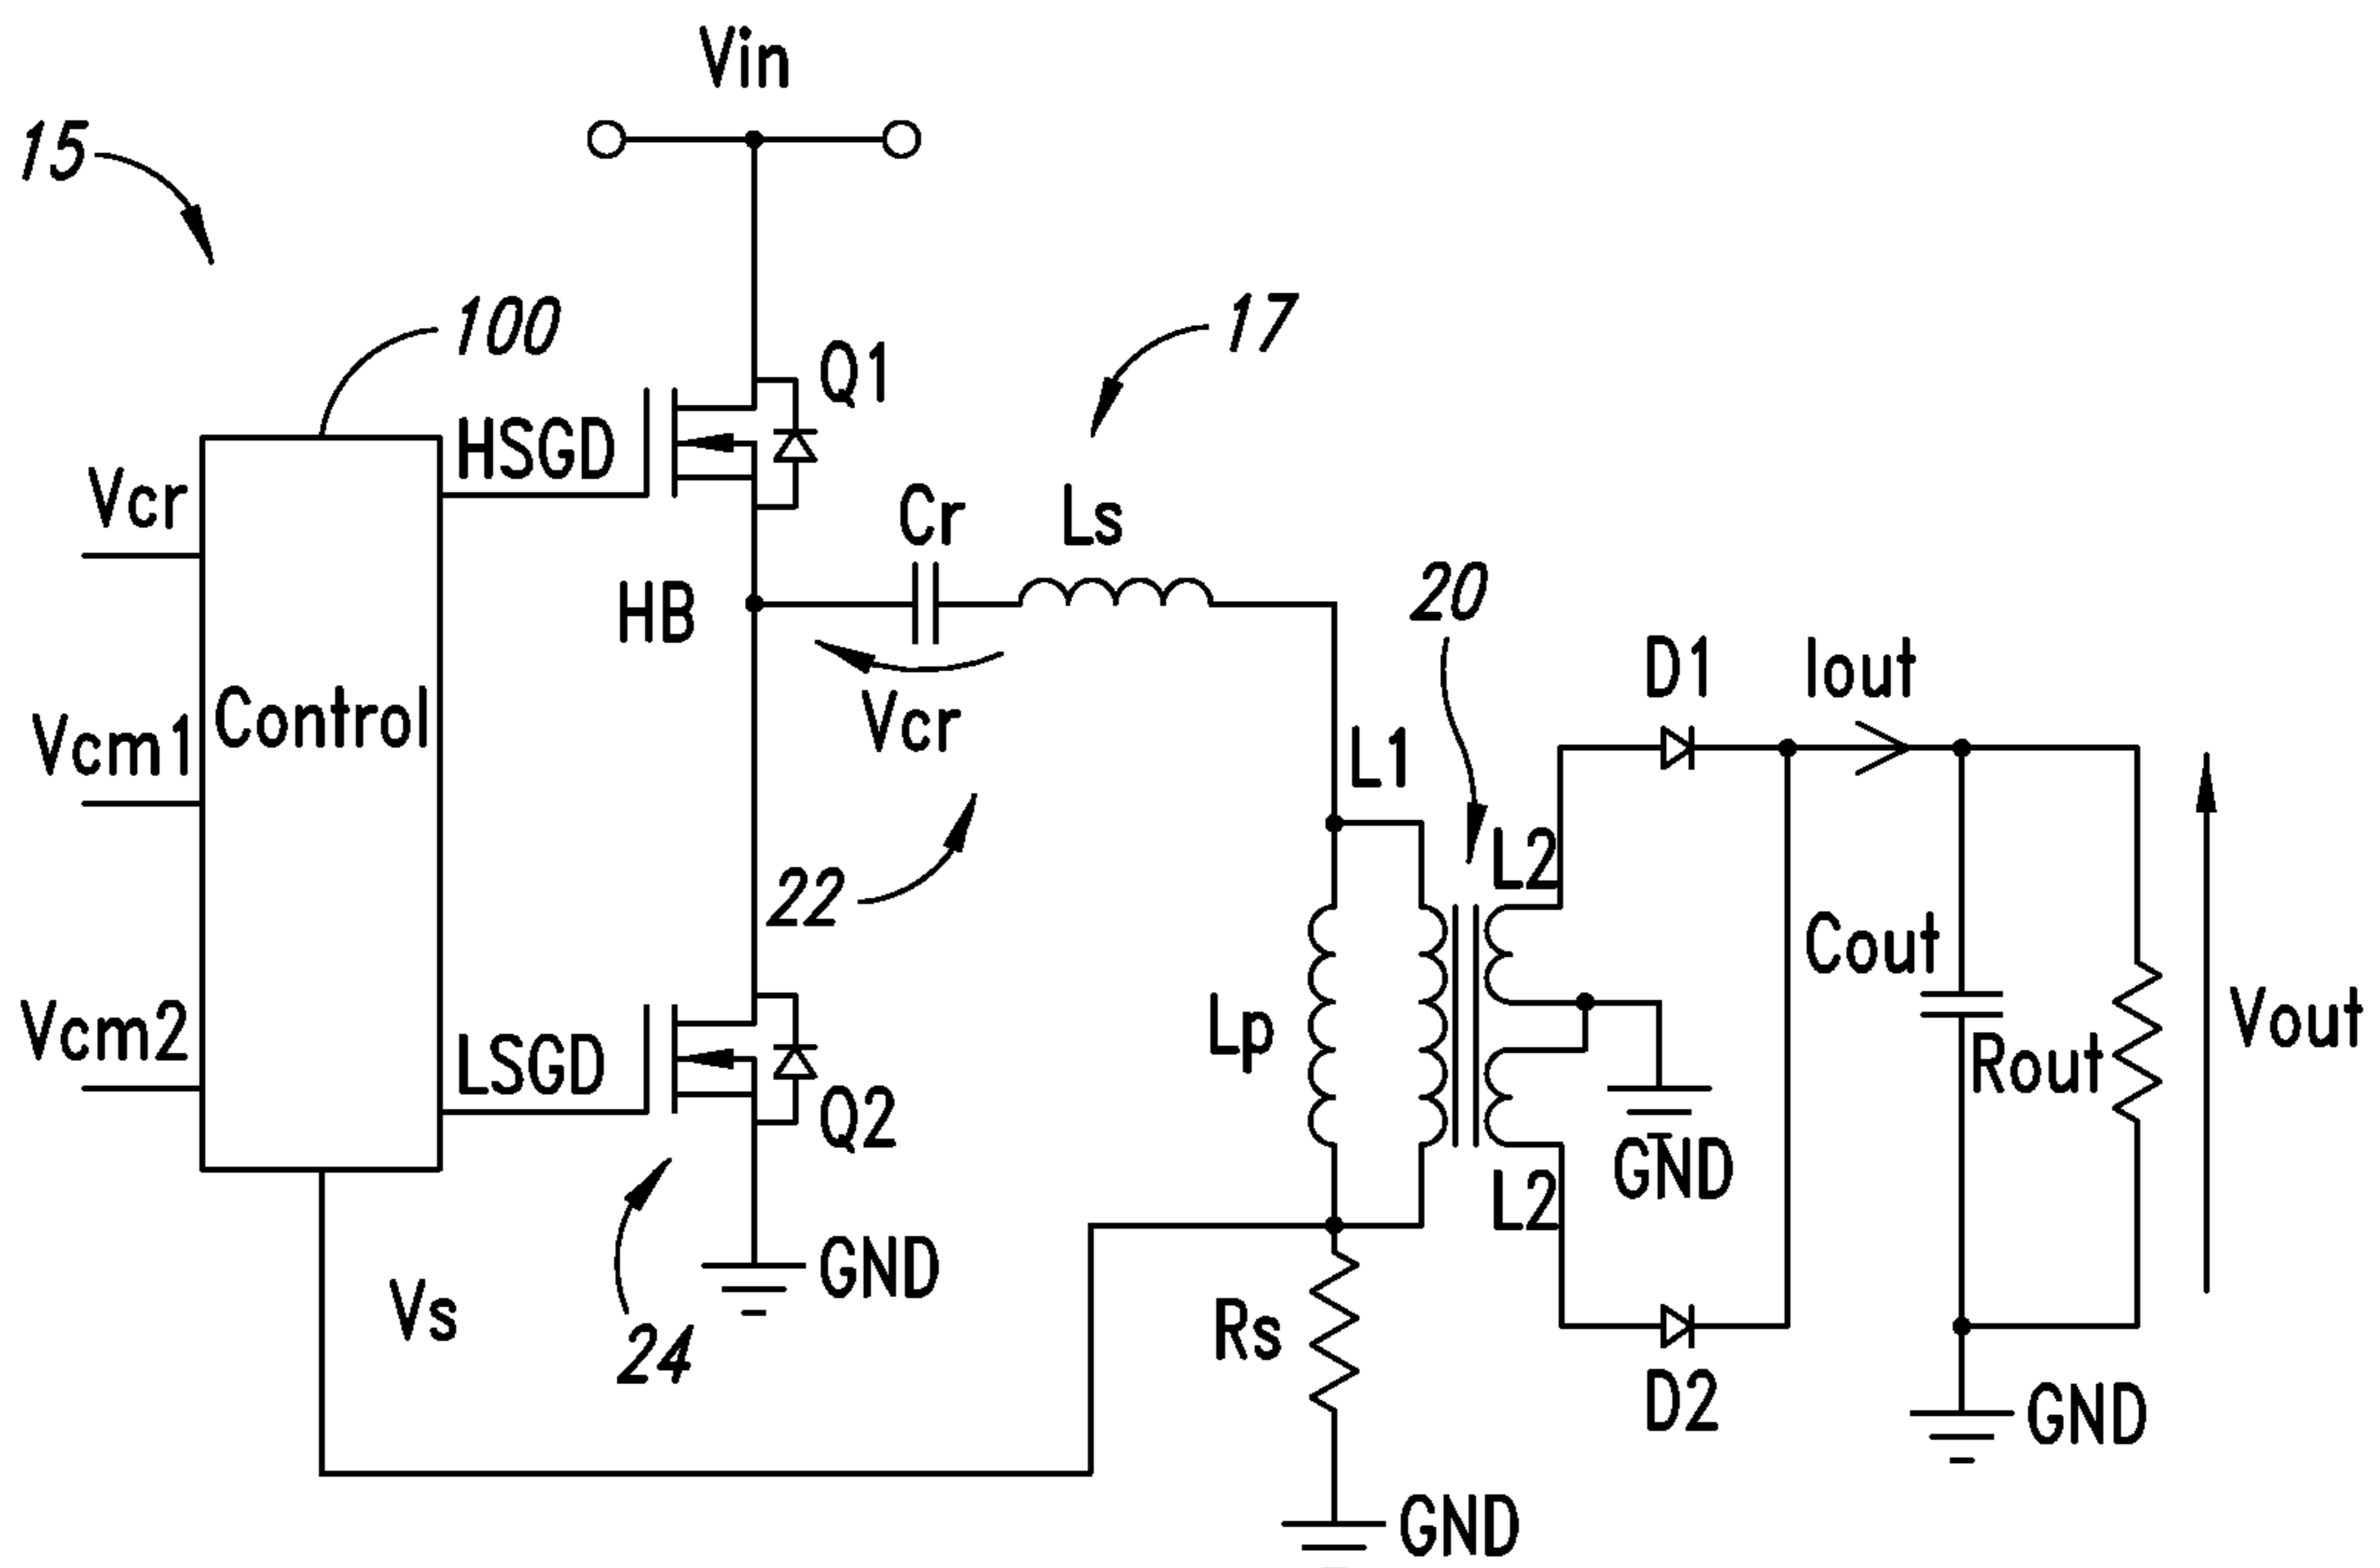 Vin
15
100
17
Q1
HSGD
Vcr
Cr
Ls
HB
20
Vcr
D1
Iout
Control
Vcm1
L1
22
L2
Cout
Vcm2
LSGD
Lp
Rout
Vout
Q2
GND
L2
GND
Vs
24
Rs
D2
GND
GND